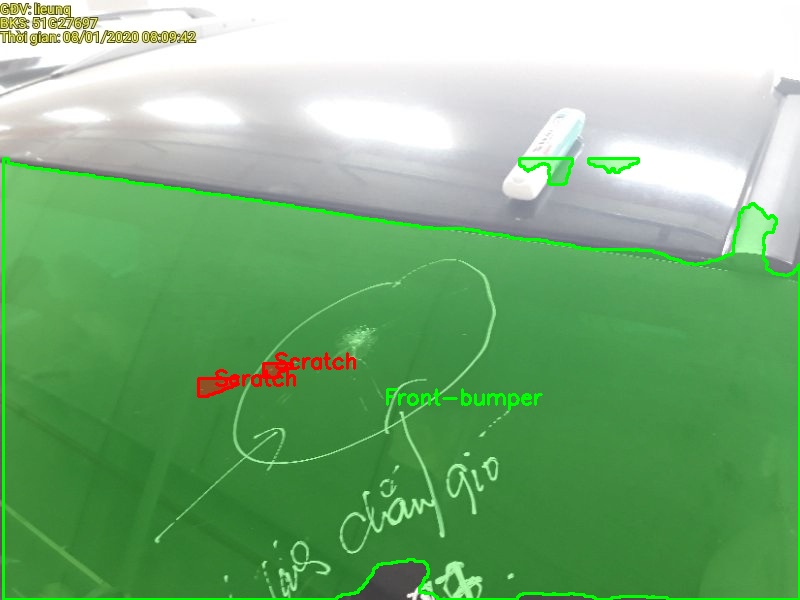 GĐV: lieung
BKS: 51G27697
Thời gian: 08/01/2020 08:09:42
Scratch
Scratch
Front-bumper
chắn gió